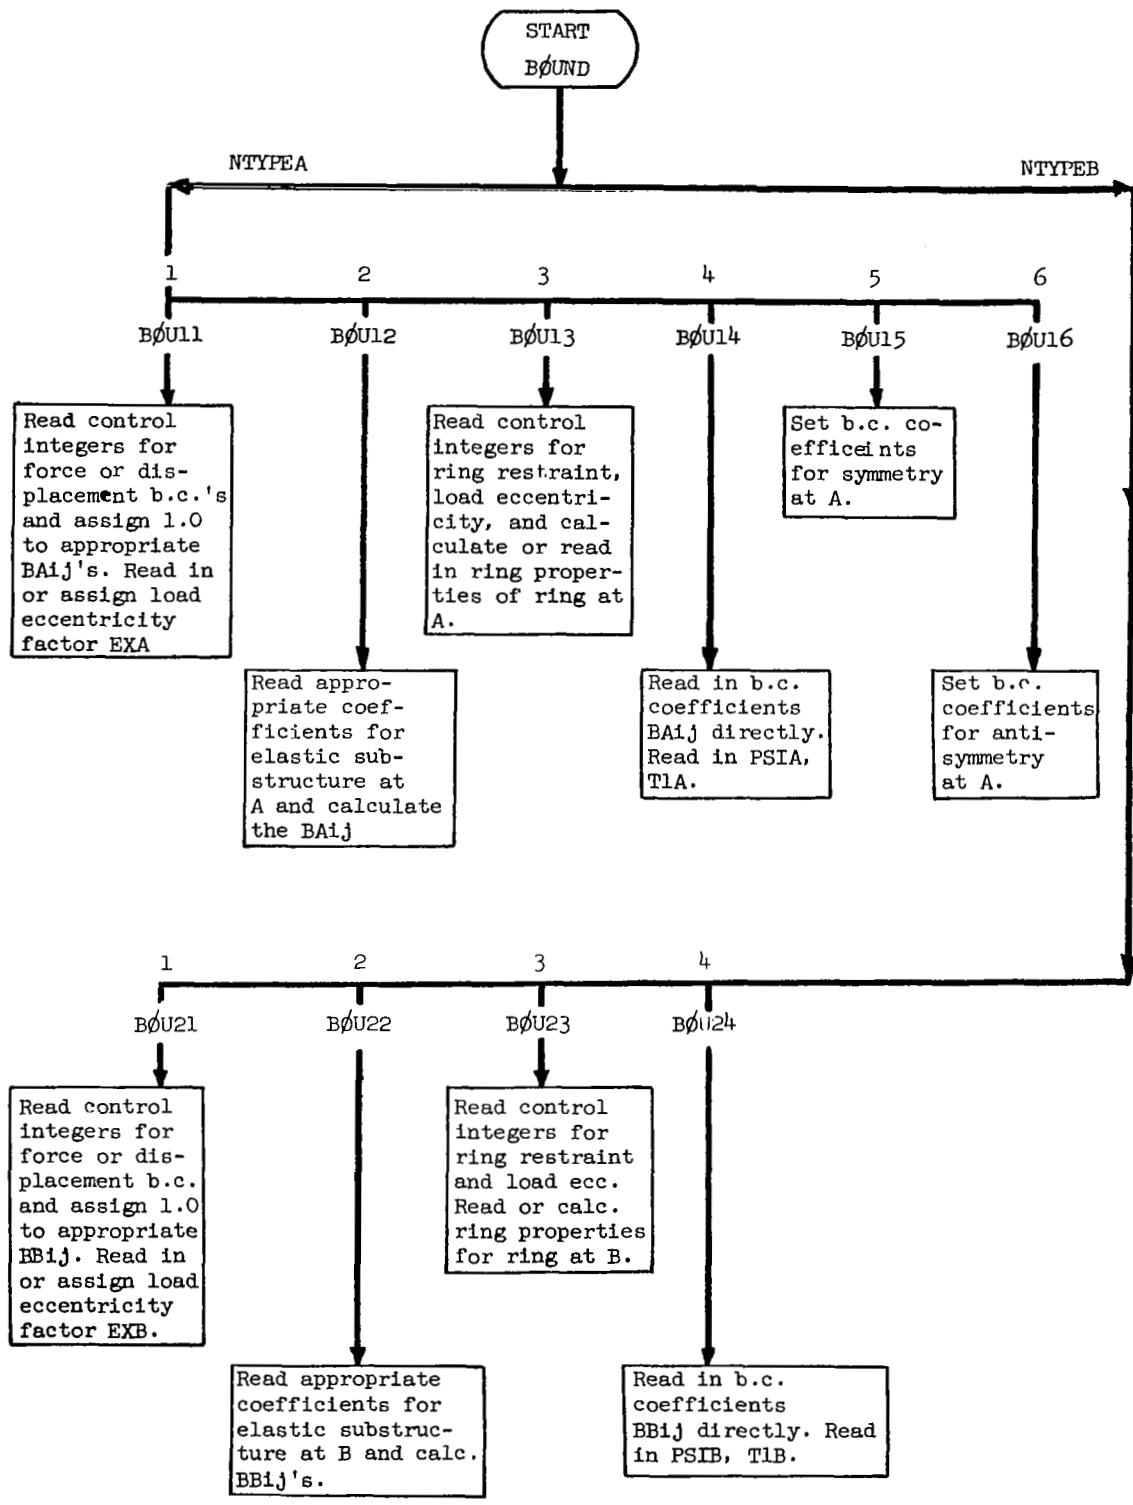 START
BØUND
NTYPEA
NTYPEB
1
2
3
4
5
6
BØU11
BØU12
BØU13
BØU14
BØU15
BØU16
Read control
integers for
force or dis-
placement b.c.'s
and assign 1.0
to appropriate
BAij's. Read in
or assign load
eccentricity
factor EXA
Read control
integers for
ring restraint,
load eccentri-
city, and cal-
culate or read
in ring proper-
ties of ring at
A.
Set b.c. co-
efficeints
for symmetry
at A.
Read appro-
priate coef-
ficients for
elastic sub-
structure at
A and calculate
the BAij
Read in b.c.
coefficients
BAij directly.
Read in PSIA,
T1A.
Set b.c.
coefficients
for anti-
symmetry
at A.
1
2
3
4
BØU21
BØU22
BØU23
BØU24
Read control
integers for
force or dis-
placement b.c.
and assign 1.0
to appropriate
BBij. Read in
or assign load
eccentricity
factor EXB.
Read control
integers for
ring restraint
and load ecc.
Read or calc.
ring properties
for ring at B.
Read appropriate
coefficients for
elastic substruc-
ture at B and calc.
BBij's.
Read in b.c.
coefficients
BBij directly. Read
in PSIB, T1B.